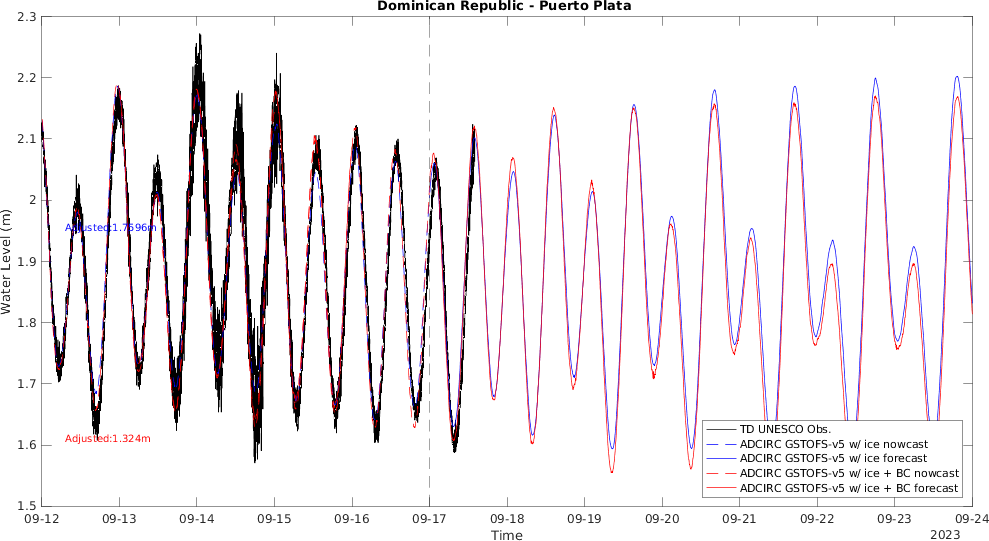 Dominican Republic - Puerto Plata
2.3
2.2
2.1
2
1.9
1.8
1.7
1.6
1.5
Water Level (m)
Adjusted:1.7596m
Adjusted:1.324m
TD UNESCO Obs.
ADCIRC GSTOFS-v5 w/ ice nowcast
ADCIRC GSTOFS-v5 w/ ice forecast
ADCIRC GSTOFS-v5 w/ ice + BC nowcast
ADCIRC GSTOFS-v5 w/ ice + BC forecast
09-12 09-13 09-14 09-15 09-16 09-17 09-18 09-19 09-20 09-21 09-22 09-23 09-24
Time
2023